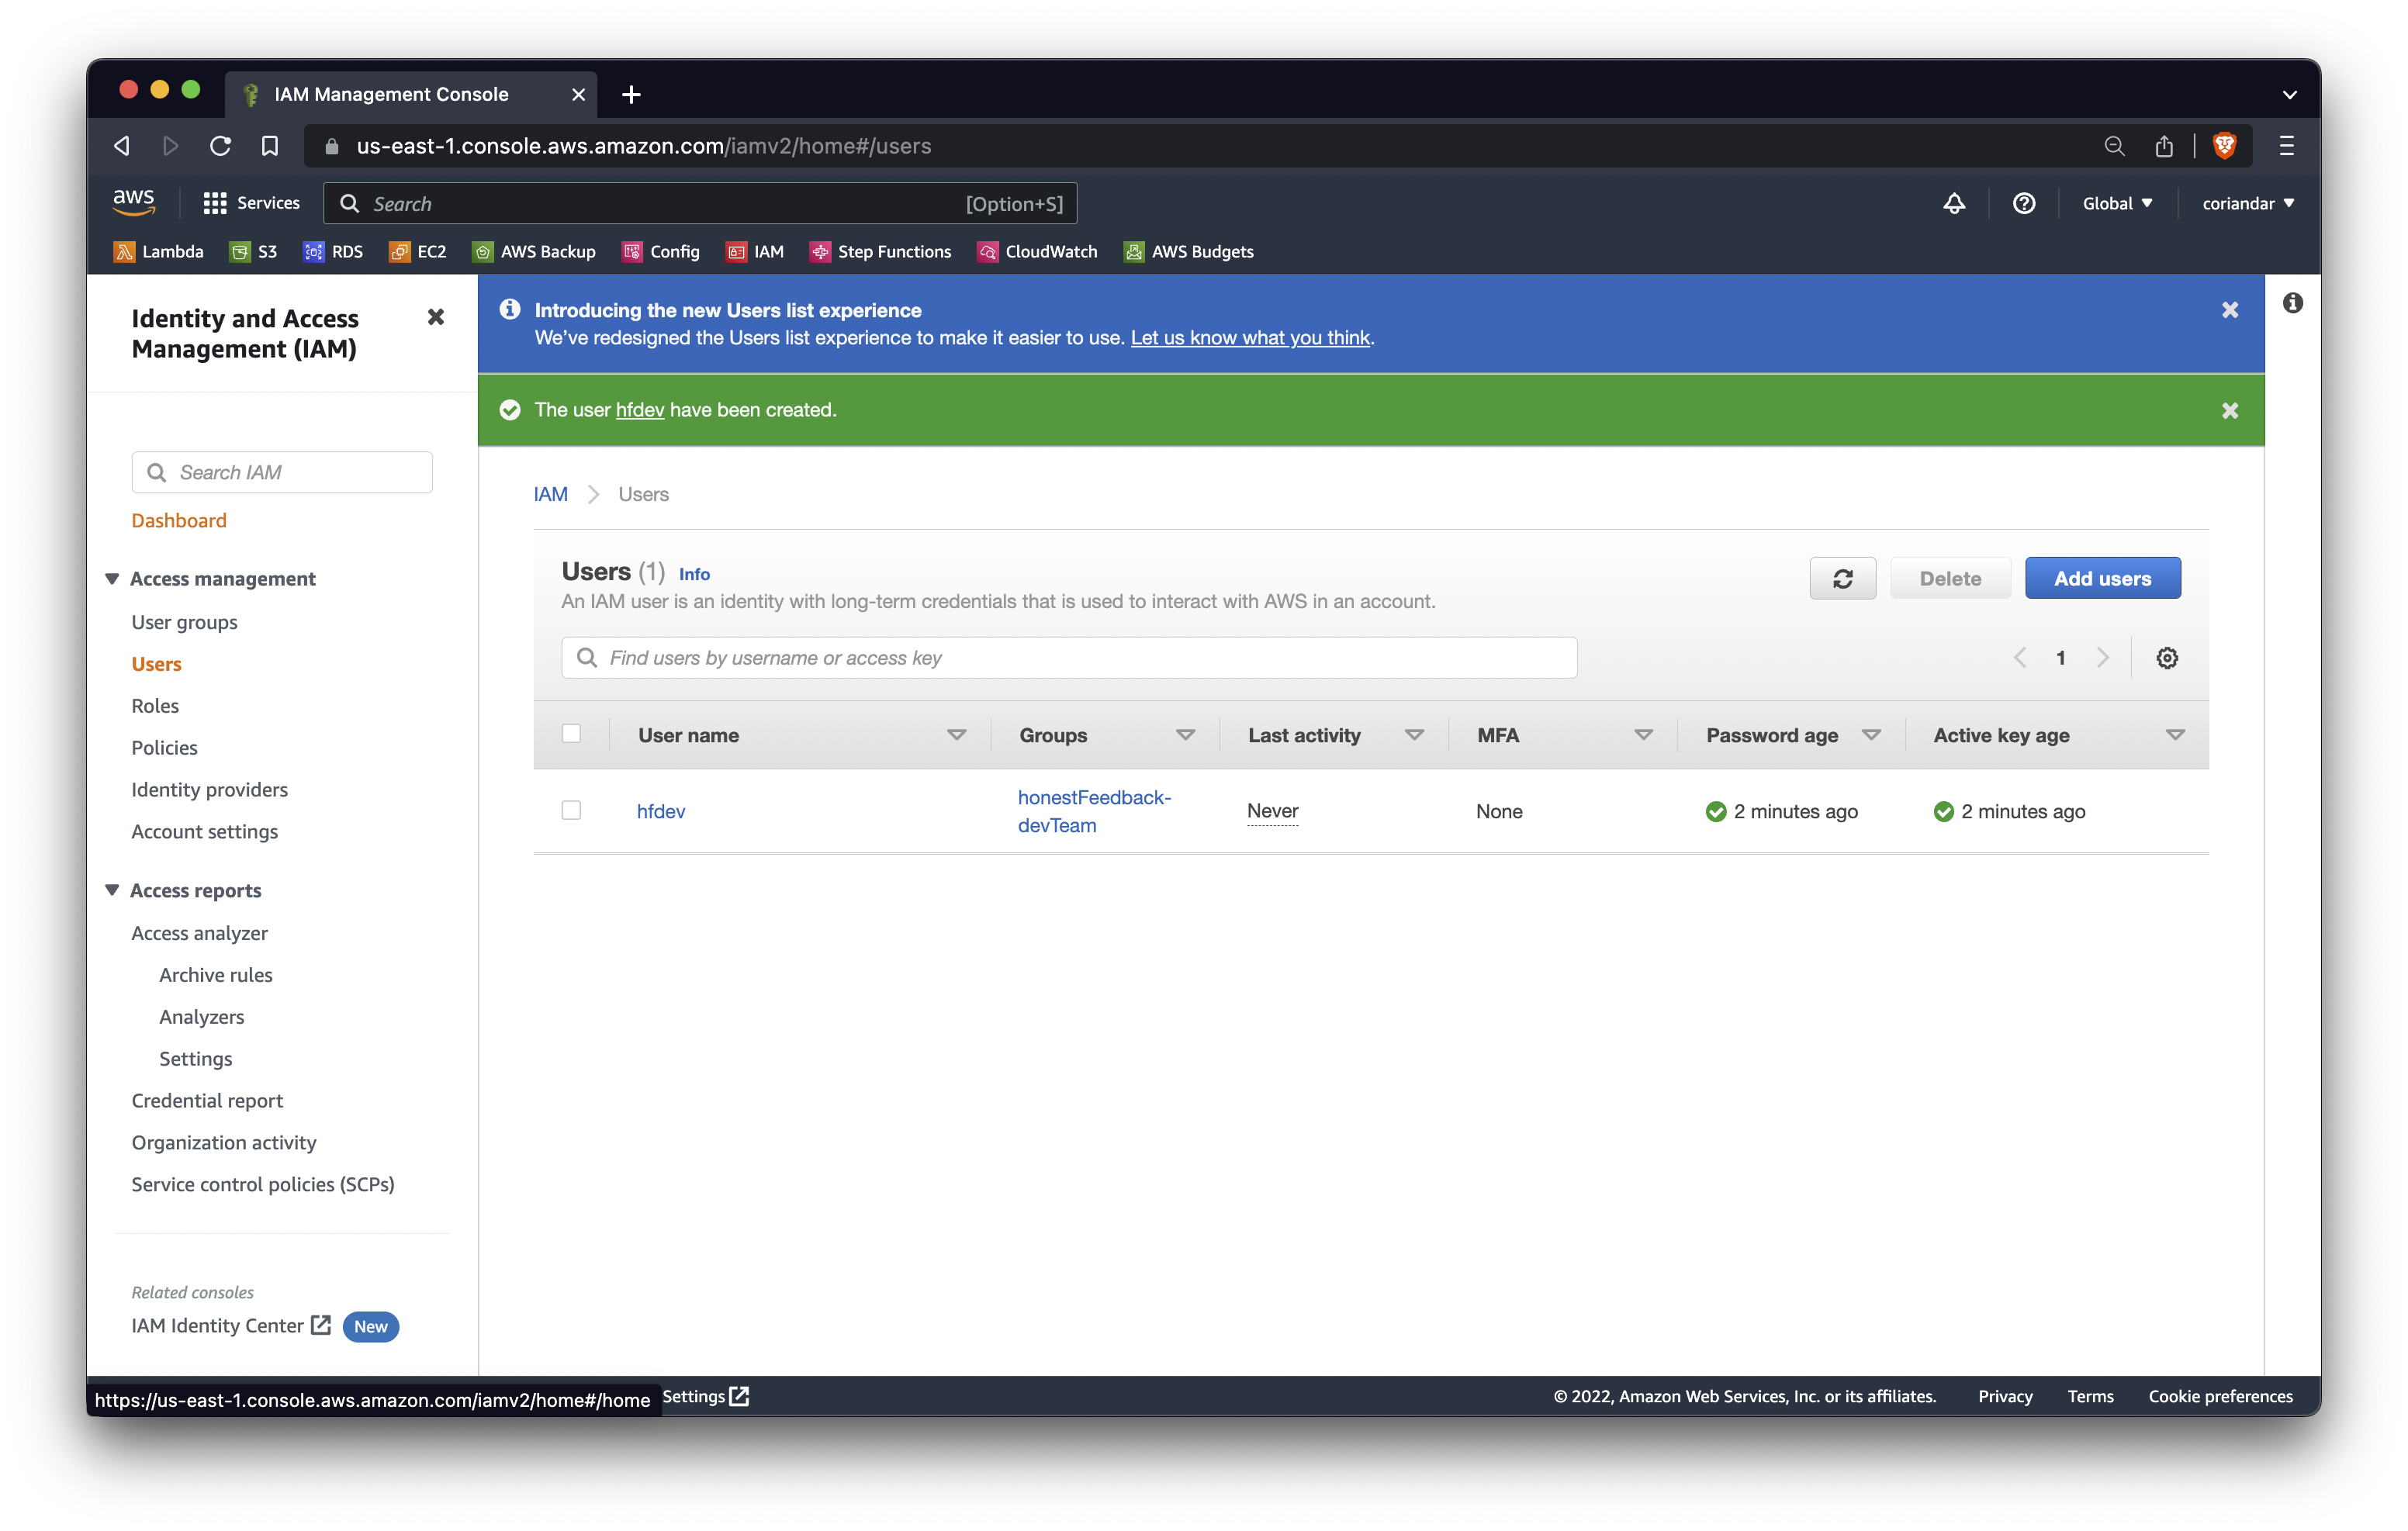 IAM Management Console
us-east-1.console.aws.amazon.com/iamv2/home#/users
aws
Services
Search
[Option+S]
Global
coriandar
Lambda
S3
RDS
EC2
AWS Backup
Config
IAM
Step Functions
CloudWatch
AWS Budgets
Identity and Access
Management (IAM)
Search IAM
Dashboard
Access management
User groups
Users
Roles
Policies
Identity providers
Account settings
Access reports
Access analyzer
Archive rules
Analyzers
Settings
Credential report
Organization activity
Service control policies (SCPs)
Related consoles
IAM Identity Center
New
Introducing the new Users list experience
We've redesigned the Users list experience to make it easier to use. Let us know what you think.
The user hfdev have been created.
IAM > Users
Users (1) Info
An IAM user is an identity with long-term credentials that is used to interact with AWS in an account.
Delete
Add users
Find users by username or access key
1
User name
Groups
Last activity
MFA
Password age
Active key age
hfdev
honestFeedback-
devTeam
Never
None
2 minutes ago
2 minutes ago
https://us-east-1.console.aws.amazon.com/iamv2/home#/home
Settings
© 2022, Amazon Web Services, Inc. or its affiliates.
Privacy
Terms
Cookie preferences